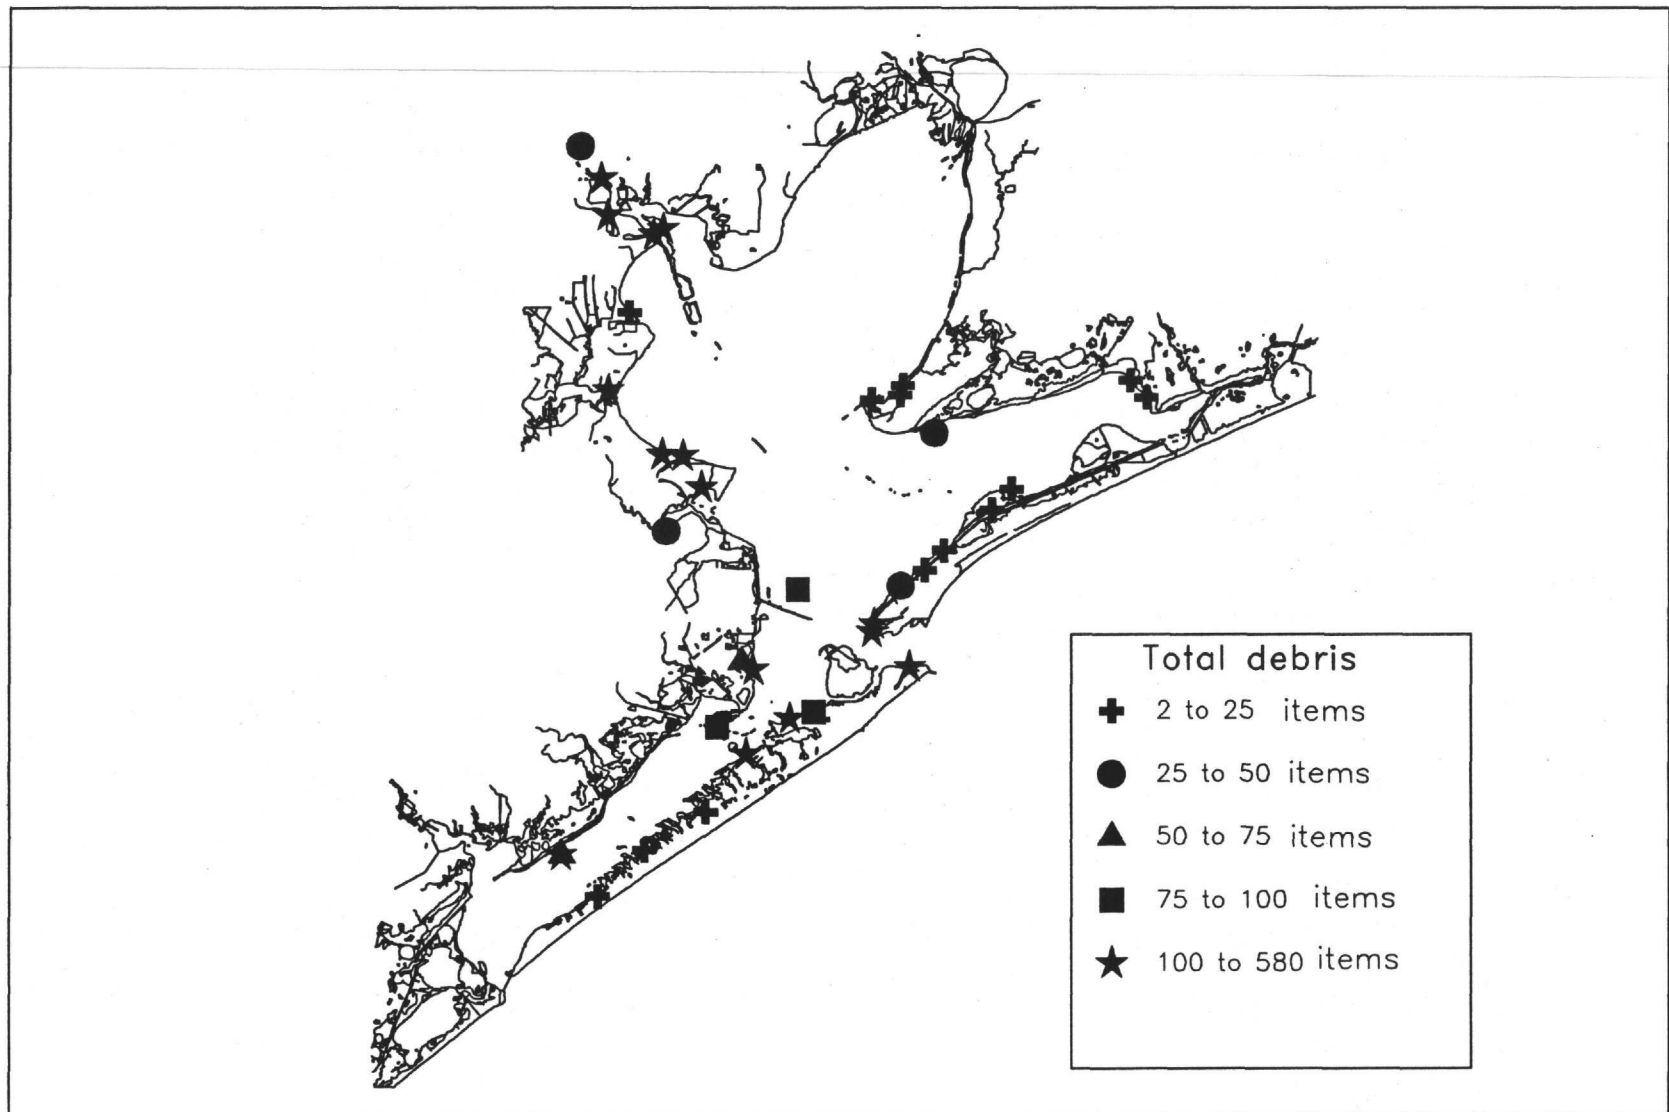 Total debris
2 to 25 items
25 to 50 items
50 to 75 items
75 to 100 items
100 to 580 items